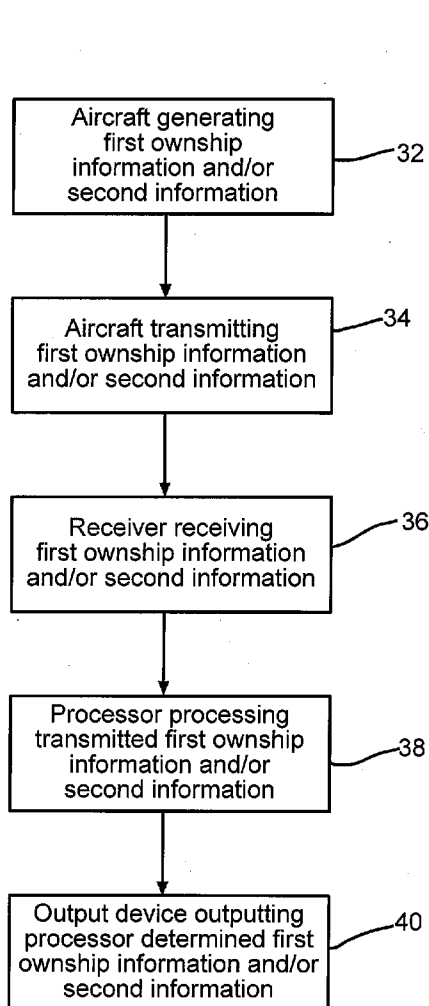 Aircraft generating
first ownship
information and/or
second information
32
Aircraft transmitting
first ownship information
and/or second information
34
Receiver receiving
first ownship information
and/or second information
36
Processor processing
transmitted first ownship
information and/or
second information
38
Output device outputting
processor determined first
ownship information and/or
second information
40